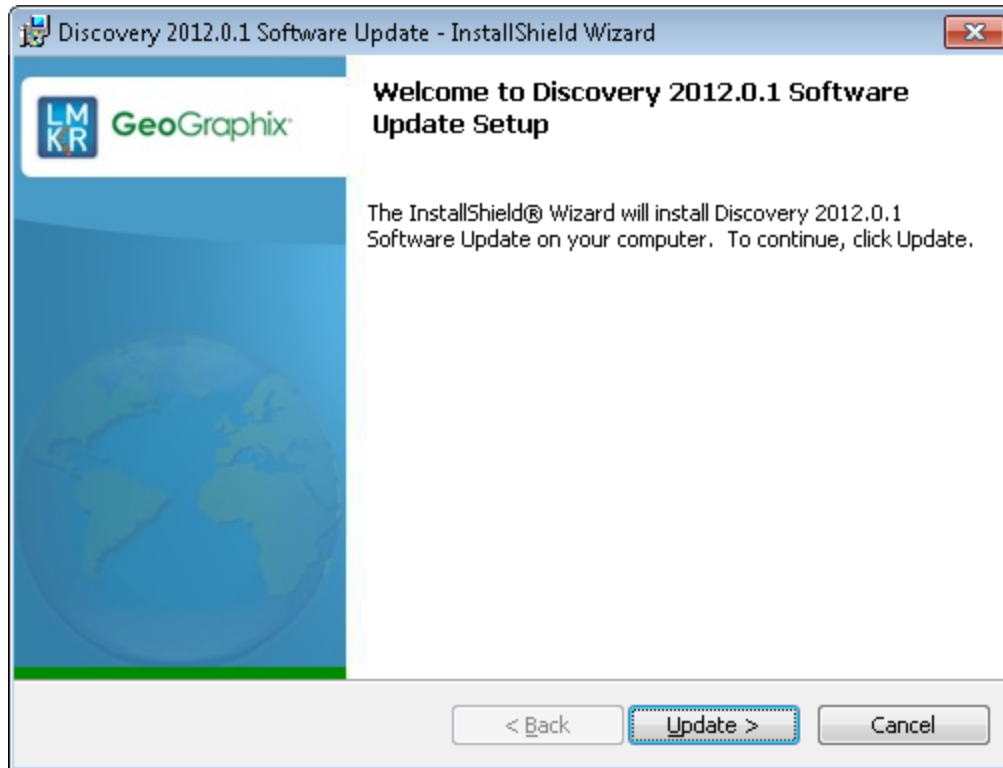 Discovery 2012.0.1 Software Update - InstallShield Wizard
LM
KR
GeoGraphix
Welcome to Discovery 2012.0.1 Software
Update Setup
The InstallShield® Wizard will install Discovery 2012.0.1
Software Update on your computer.  To continue, click Update.
< Back
Update >
Cancel